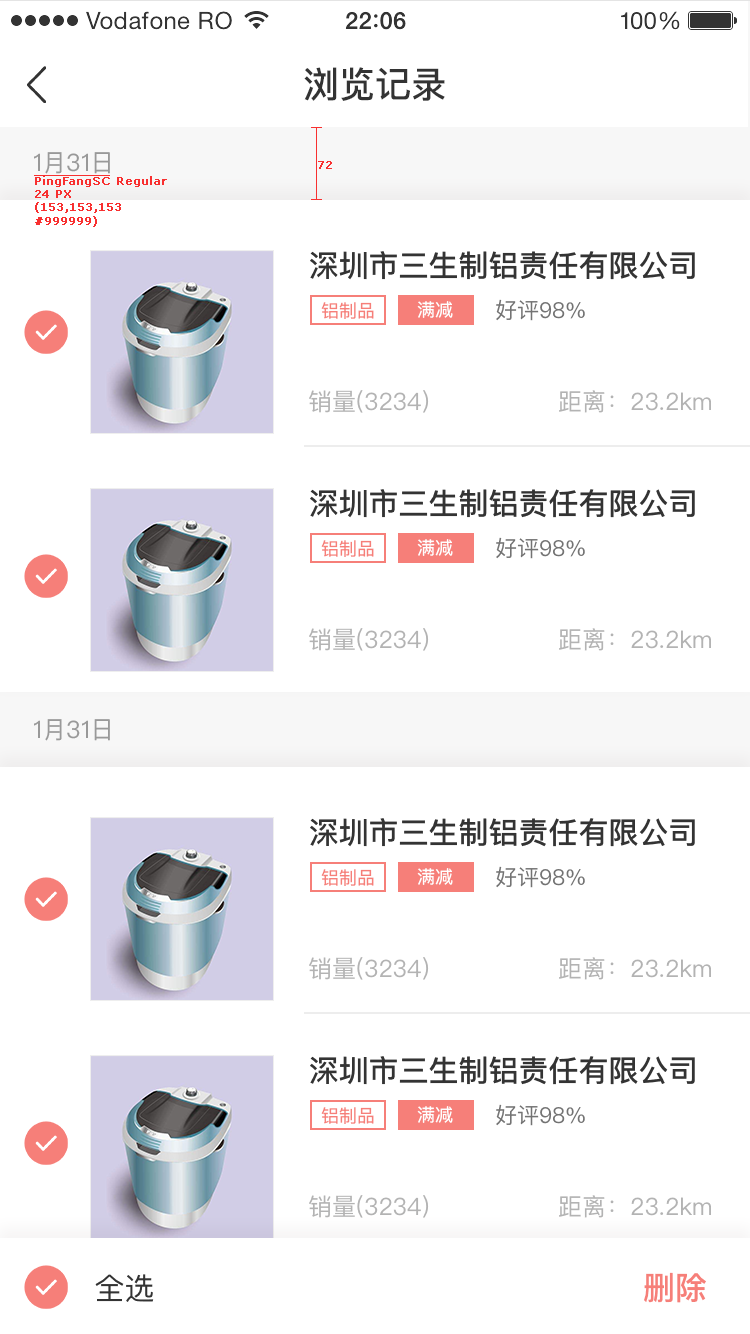 Vodafone RO 22:06 100%
浏览记录
1月31日
72
PingFangSC Regular
24 PX
(153,153,153
#999999)
深圳市三生制铝责任有限公司
铝制品 满减 好评98%
销量(3234) 距离：23.2km
深圳市三生制铝责任有限公司
铝制品 满减 好评98%
销量(3234) 距离：23.2km
1月31日
深圳市三生制铝责任有限公司
铝制品 满减 好评98%
销量(3234) 距离：23.2km
深圳市三生制铝责任有限公司
铝制品 满减 好评98%
销量(3234) 距离：23.2km
全选 删除